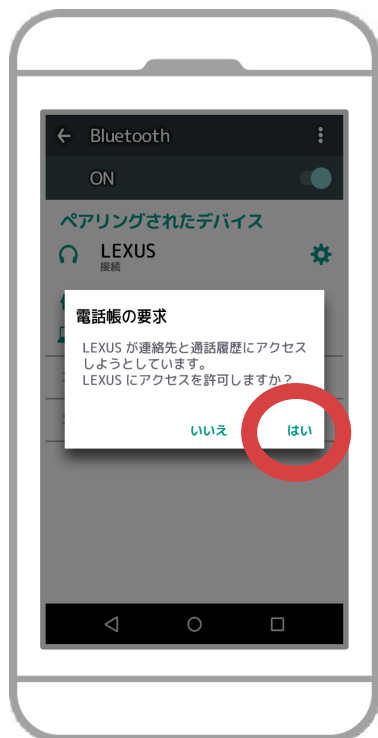 Bluetooth
ON
ペアリングされたデバイス
LEXUS
接続
電話帳の要求
LEXUS が連絡先と通話履歴にアクセス
しようとしています。
LEXUS にアクセスを許可しますか？
いいえ
はい